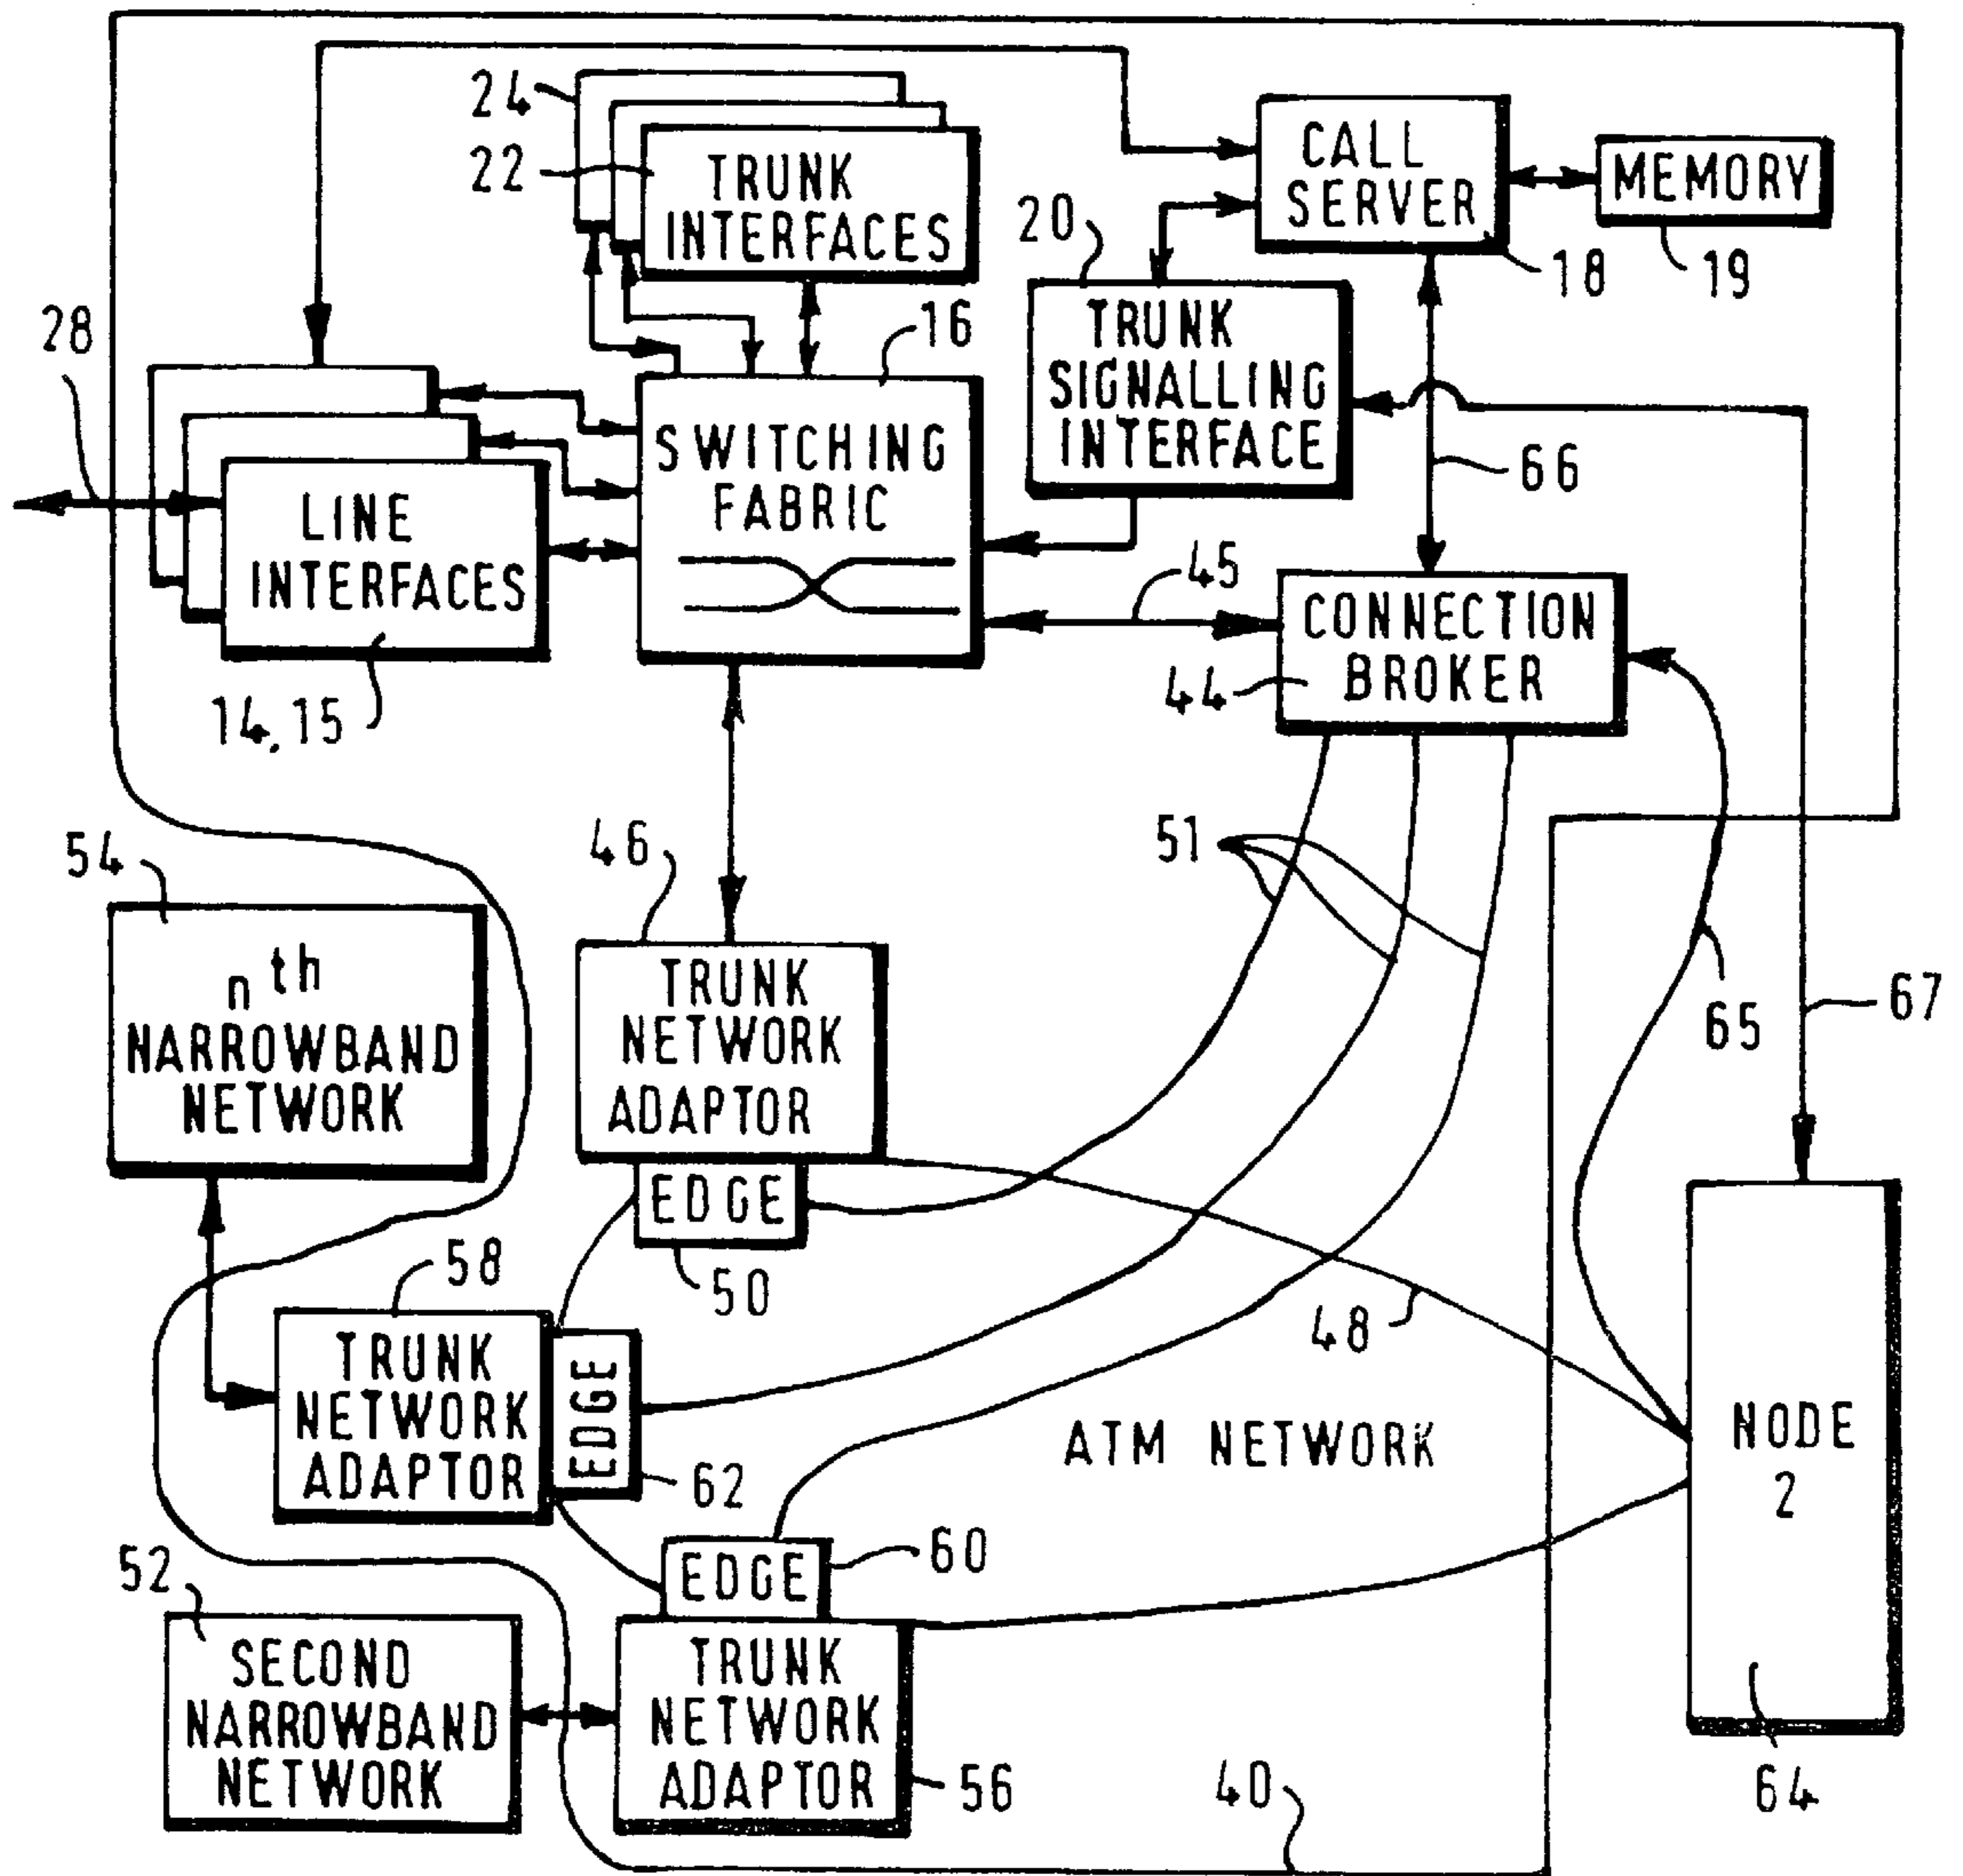 24
22
TRUNK
INTERFACES
CALL
SERVER
MEMORY
20
18
19
28
16
TRUNK
SIGNALLING
INTERFACE
66
LINE
INTERFACES
SWITCHING
FABRIC
45
CONNECTION
BROKER
44
14,15
51
54
46
nth
NARROWBAND
NETWORK
TRUNK
NETWORK
ADAPTOR
65
67
EDGE
50
58
48
TRUNK
NETWORK
ADAPTOR
EDGE
62
ATM NETWORK
NODE
2
52
EDGE
60
SECOND
NARROWBAND
NETWORK
TRUNK
NETWORK
ADAPTOR
56
40
64